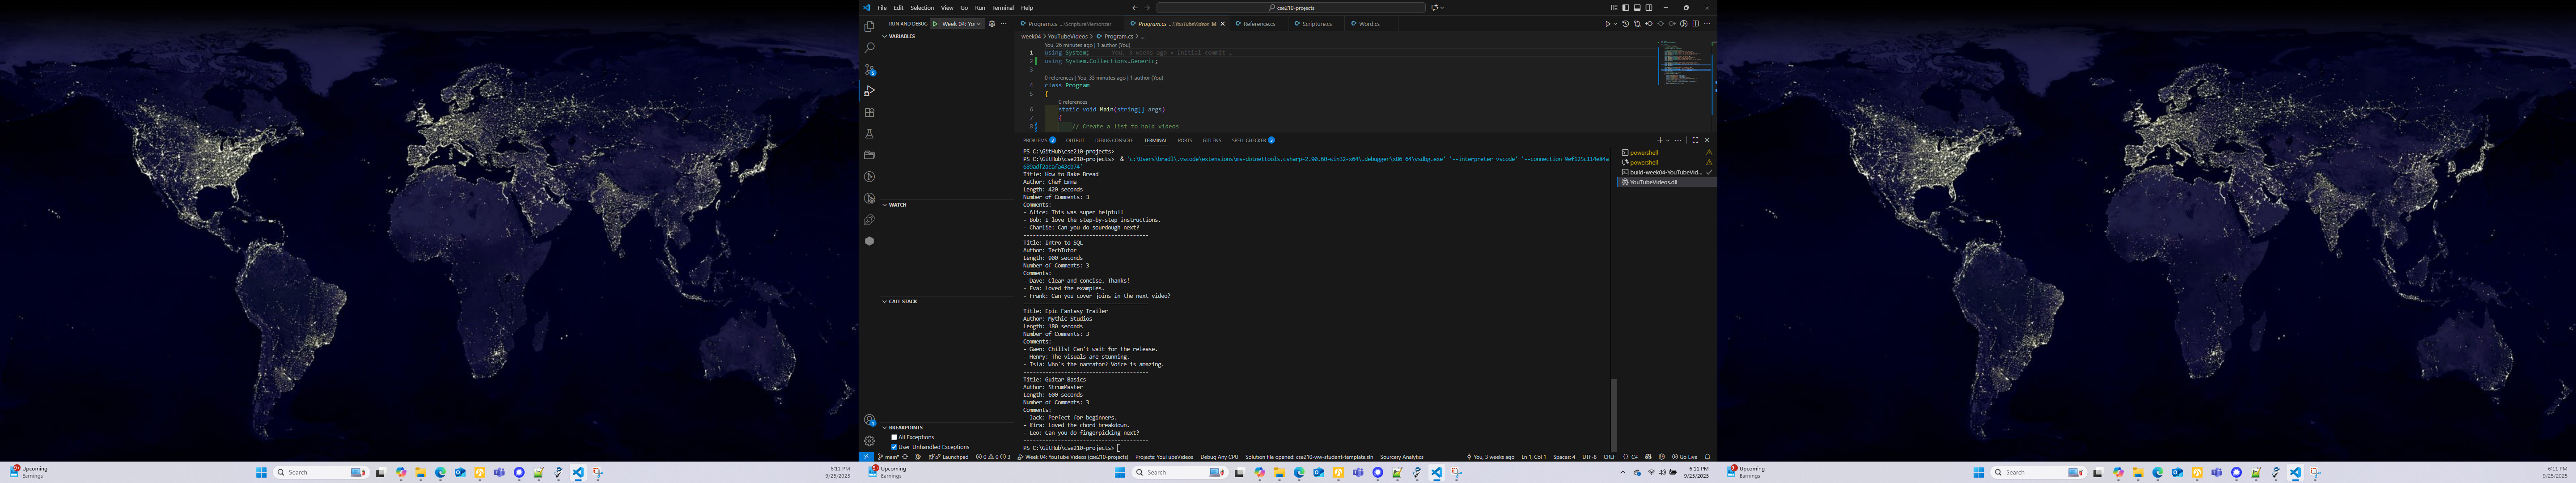 File Edit Selection View Go Run Terminal Help
cse210-projects
RUN AND DEBUG Week 04: Yo
Program.cs ...\ScriptureMemorizer
Program.cs ...\YouTubeVideos M
Reference.cs
Scripture.cs
Word.cs
VARIABLES
week04 > YouTubeVideos > Program.cs > ...
You, 26 minutes ago | 1 author (You)
1 using System; You, 3 weeks ago • Initial commit …
2 using System.Collections.Generic;
3
0 references | You, 33 minutes ago | 1 author (You)
4 class Program
5 {
0 references
6 static void Main(string[] args)
7 {
8 // Create a list to hold videos
PROBLEMS 3 OUTPUT DEBUG CONSOLE TERMINAL PORTS GITLENS SPELL CHECKER 3
PS C:\GitHub\cse210-projects>
PS C:\GitHub\cse210-projects> & 'c:\Users\bradl\.vscode\extensions\ms-dotnettools.csharp-2.90.60-win32-x64\.debugger\x86_64\vsdbg.exe' '--interpreter=vscode' '--connection=0ef125c114e84a
689adf2acafa43cb74'
Title: How to Bake Bread
Author: Chef Emma
Length: 420 seconds
Number of Comments: 3
Comments:
- Alice: This was super helpful!
- Bob: I love the step-by-step instructions.
- Charlie: Can you do sourdough next?
----------------------------------------
Title: Intro to SQL
Author: TechTutor
Length: 900 seconds
Number of Comments: 3
Comments:
- Dave: Clear and concise. Thanks!
- Eva: Loved the examples.
- Frank: Can you cover joins in the next video?
----------------------------------------
Title: Epic Fantasy Trailer
Author: Mythic Studios
Length: 180 seconds
Number of Comments: 3
Comments:
- Gwen: Chills! Can't wait for the release.
- Henry: The visuals are stunning.
- Isla: Who's the narrator? Voice is amazing.
----------------------------------------
Title: Guitar Basics
Author: StrumMaster
Length: 600 seconds
Number of Comments: 3
Comments:
- Jack: Perfect for beginners.
- Kira: Loved the chord breakdown.
- Leo: Can you do fingerpicking next?
----------------------------------------
PS C:\GitHub\cse210-projects>
powershell
powershell
build-week04-YouTubeVid...
YouTubeVideos.dll
WATCH
CALL STACK
BREAKPOINTS
All Exceptions
User-Unhandled Exceptions
main* Launchpad 0 0 3 Week 04: YouTube Videos (cse210-projects) Projects: YouTubeVideos Debug Any CPU Solution file opened: cse210-ww-student-template.sln Sourcery Analytics You, 3 weeks ago Ln 1, Col 1 Spaces: 4 UTF-8 CRLF {} C# Go Live
Upcoming
Earnings
Search
6:11 PM
9/25/2025
Upcoming
Earnings
Search
6:11 PM
9/25/2025
Upcoming
Earnings
Search
6:11 PM
9/25/2025